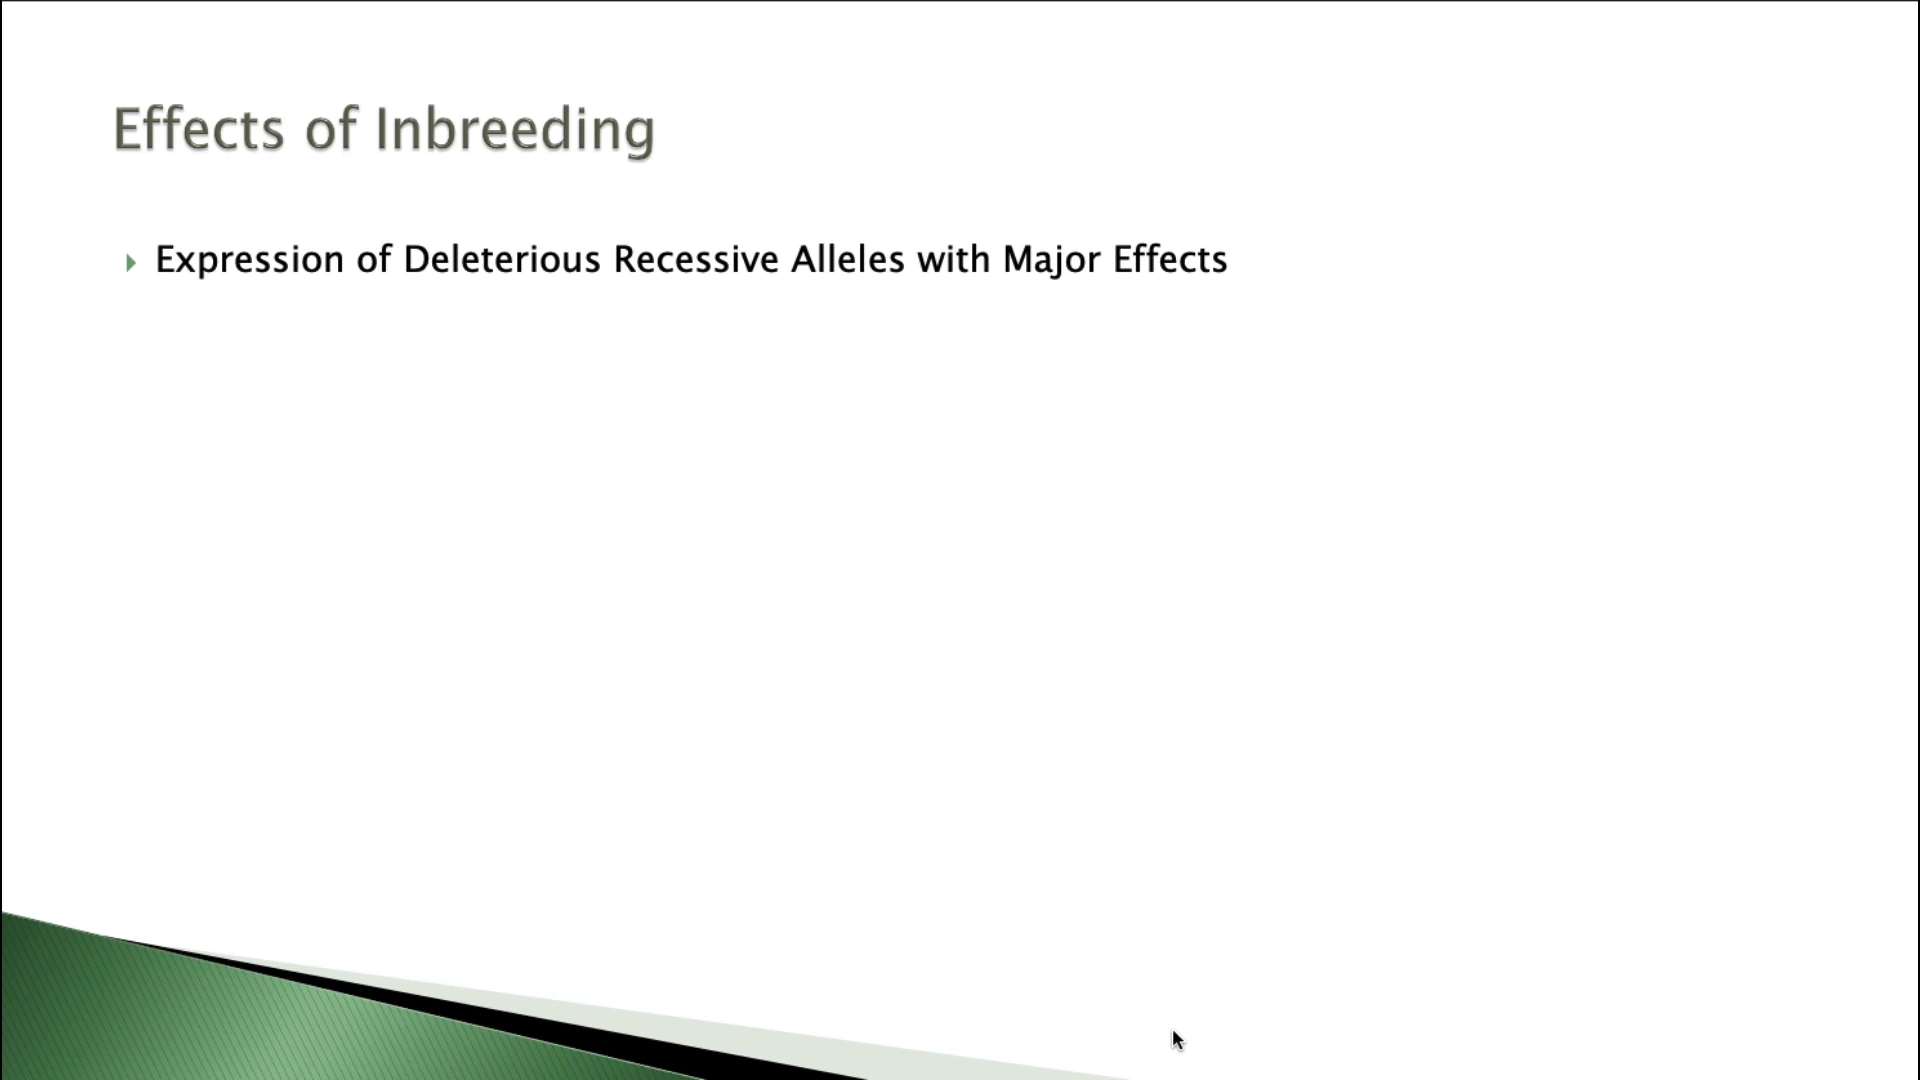 Effects of Inbreeding
Expression of Deleterious Recessive Alleles with Major Effects